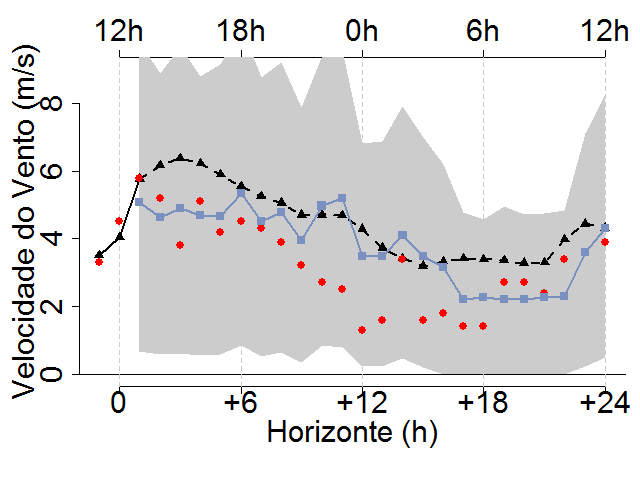 12h 18h 0h 6h 12h
Velocidade do Vento (m/s)
8
6
4
2
0
0 +6 +12 +18 +24
Horizonte (h)